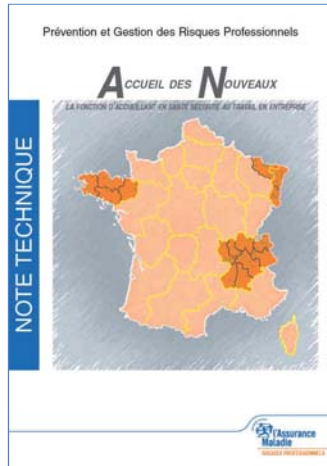 Prévention et Gestion des Risques Professionnels
ACCUEIL DES NOUVEAUX
LA FONCTION D'ACCUEILLANT EN SANTÉ SÉCURITÉ AU TRAVAIL EN ENTREPRISE
NOTE TECHNIQUE
l'Assurance
Maladie
RISQUES PROFESSIONNELS